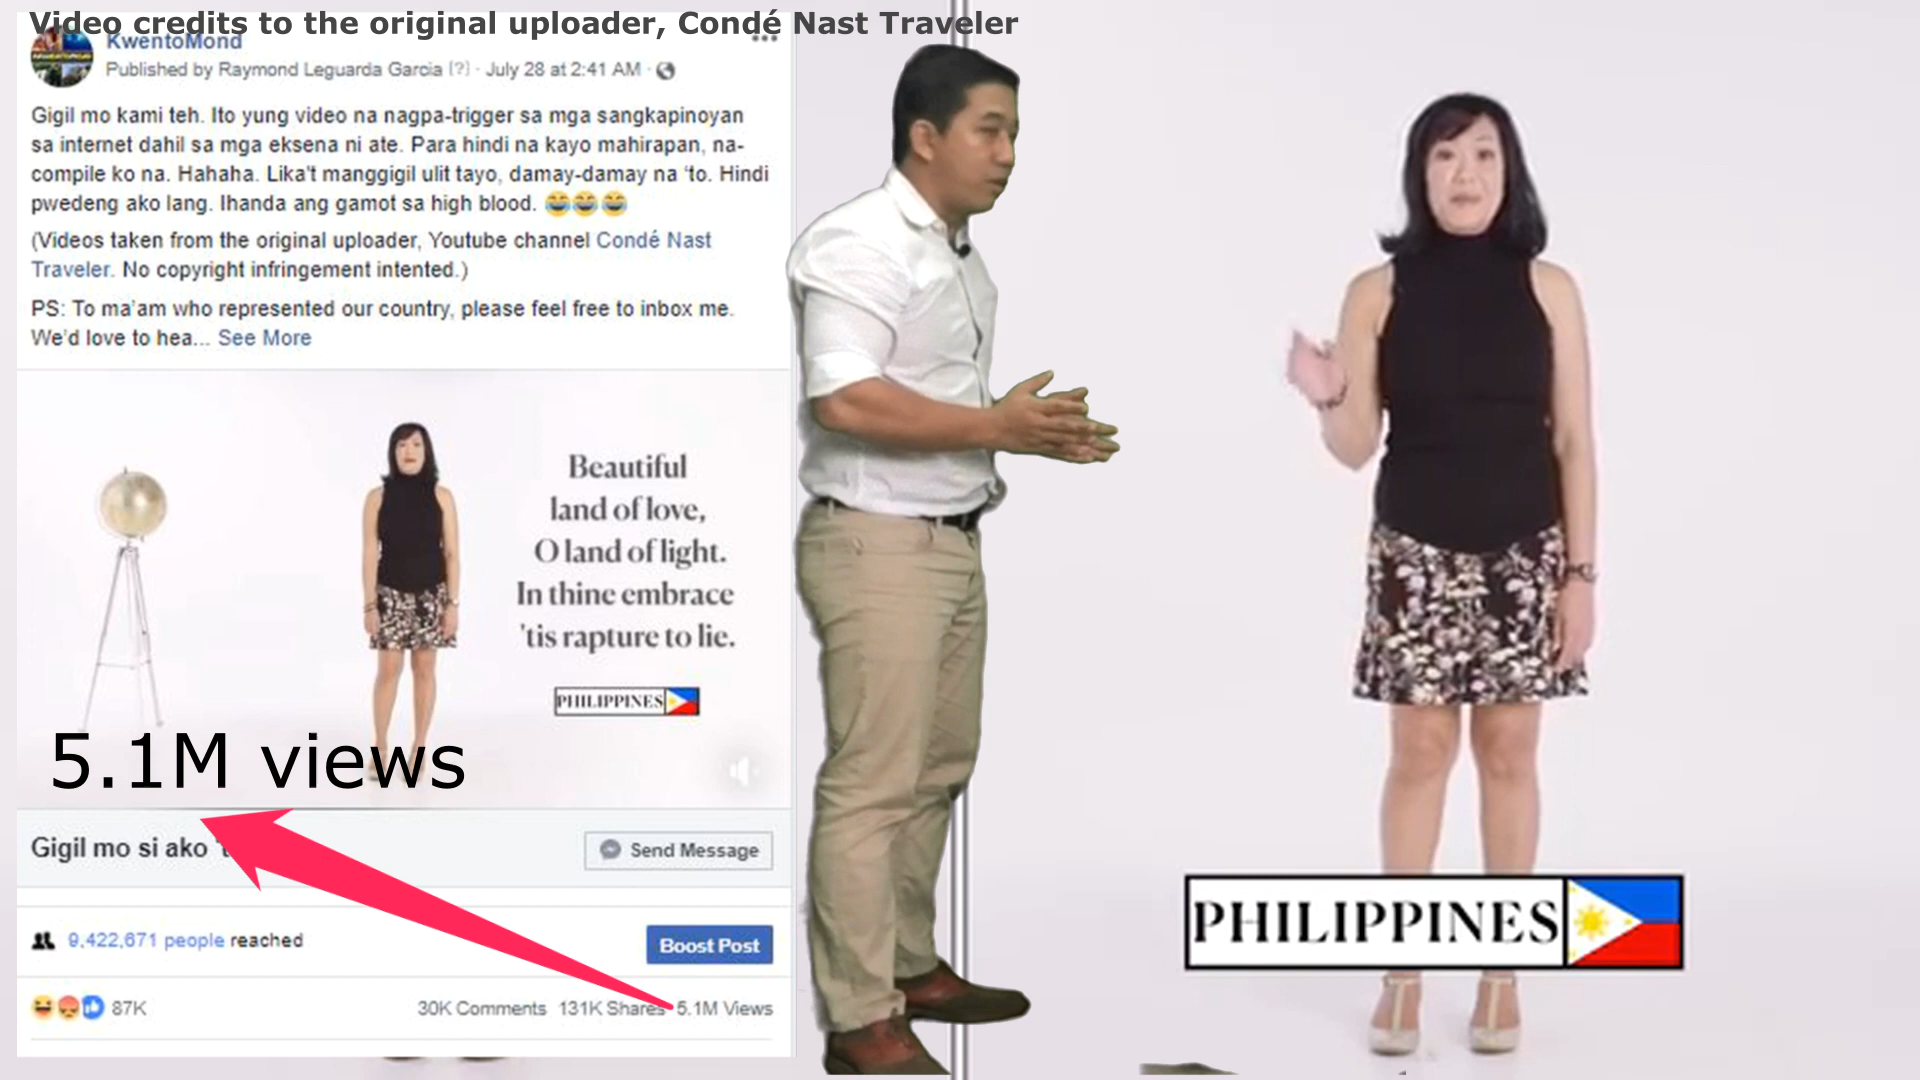 Video credits to the original uploader, Condé Nast Traveler
KwentoMond
Published by Raymond Leguarda Garcia [?] · July 28 at 2:41 AM ·
Gigil mo kami teh. Ito yung video na nagpa-trigger sa mga sangkapinoyan
sa internet dahil sa mga eksena ni ate. Para hindi na kayo mahirapan, na-
compile ko na. Hahaha. Lika't manggigil ulit tayo, damay-damay na 'to. Hindi
pwedeng ako lang. Ihanda ang gamot sa high blood. 😂😂😂
(Videos taken from the original uploader, Youtube channel Condé Nast
Traveler. No copyright infringement intented.)
PS: To ma'am who represented our country, please feel free to inbox me.
We'd love to hea... See More
Beautiful
land of love,
O land of light.
In thine embrace
'tis rapture to lie.
PHILIPPINES
5.1M views
Gigil mo si ako
Send Message
9,422,671 people reached
Boost Post
87K
30K Comments 131K Shares 5.1M Views
PHILIPPINES